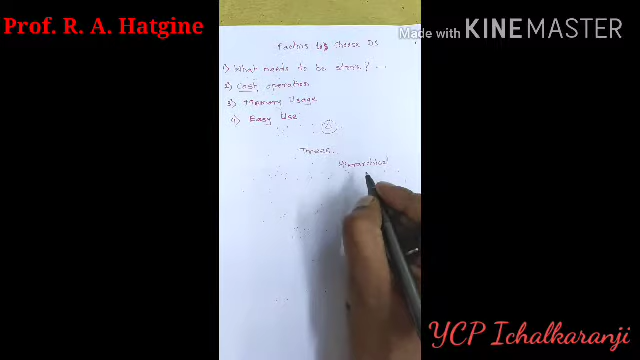 Prof. R. A. Hatgine
Made with KINEMASTER
Factors to Choose DS
1) What needs to be store? ...
2) Cost operation
3) Memory Usage
4) Easy Use
Trees
Hierarchical
YCP Ichalkaranji